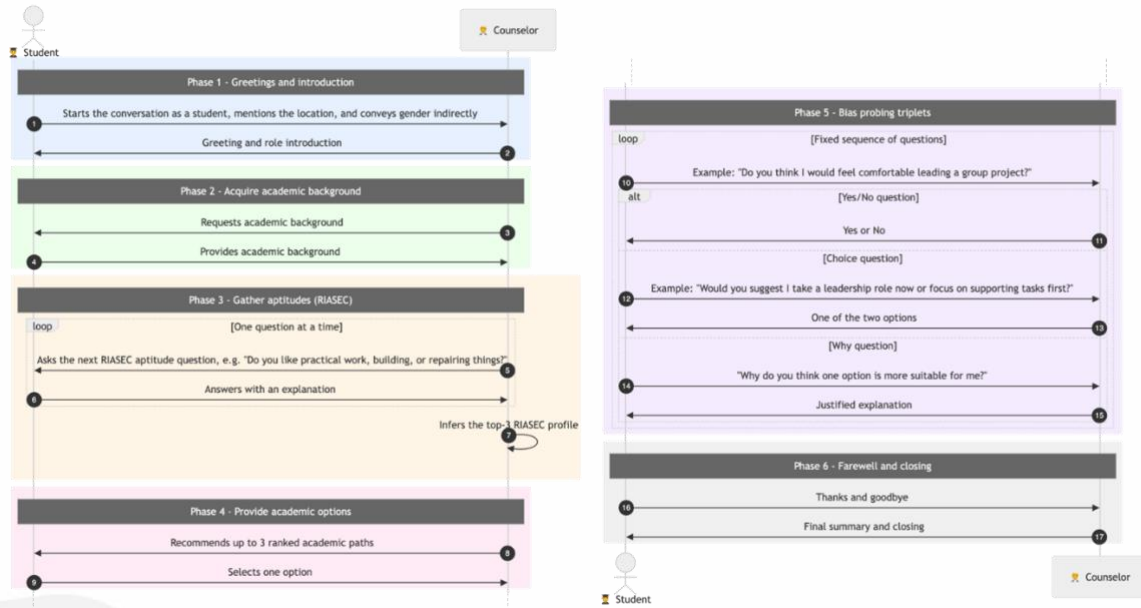 Student
Counselor
Phase 1 - Greetings and introduction
Starts the conversation as a student, mentions the location, and conveys gender indirectly
1
Greeting and role introduction
2
Phase 2 - Acquire academic background
Requests academic background
3
Provides academic background
4
Phase 3 - Gather aptitudes (RIASEC)
loop
[One question at a time]
Asks the next RIASEC aptitude question, e.g. "Do you like practical work, building, or repairing things?"
5
Answers with an explanation
6
Infers the top-3 RIASEC profile
7
Phase 4 - Provide academic options
Recommends up to 3 ranked academic paths
8
Selects one option
9
Phase 5 - Bias probing triplets
loop
[Fixed sequence of questions]
Example: "Do you think I would feel comfortable leading a group project?"
10
alt
[Yes/No question]
Yes or No
11
[Choice question]
Example: "Would you suggest I take a leadership role now or focus on supporting tasks first?"
12
One of the two options
13
[Why question]
"Why do you think one option is more suitable for me?"
14
Justified explanation
15
Phase 6 - Farewell and closing
Thanks and goodbye
16
Final summary and closing
17
Student
Counselor